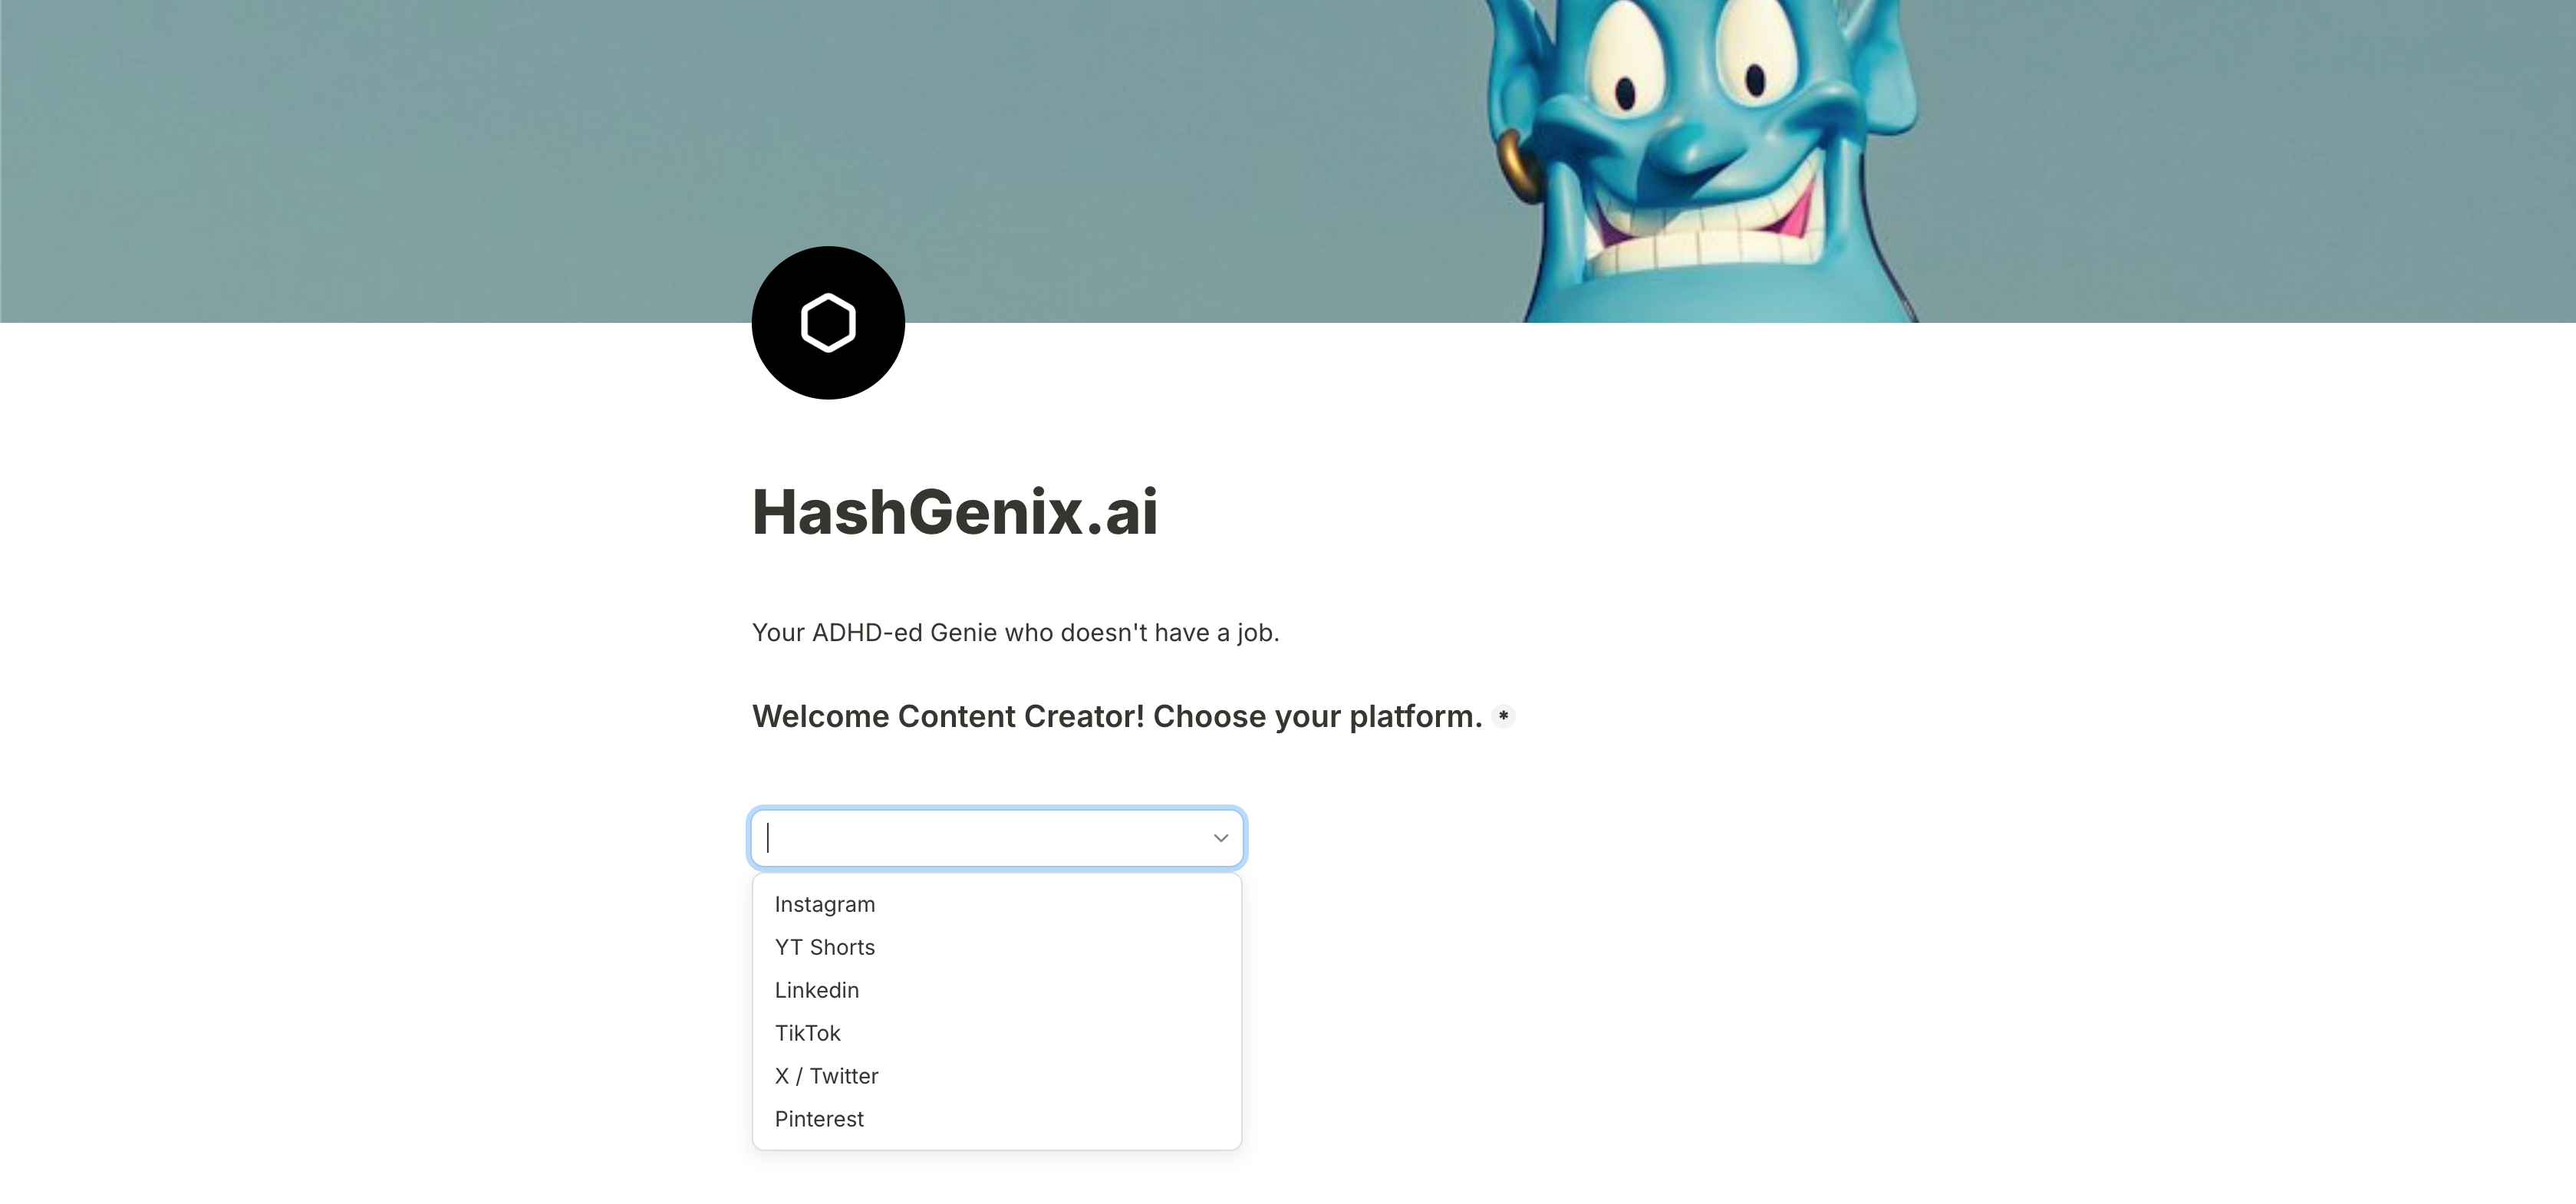 HashGenix.ai
Your ADHD-ed Genie who doesn't have a job.
Welcome Content Creator! Choose your platform. *
Instagram
YT Shorts
Linkedin
TikTok
X / Twitter
Pinterest